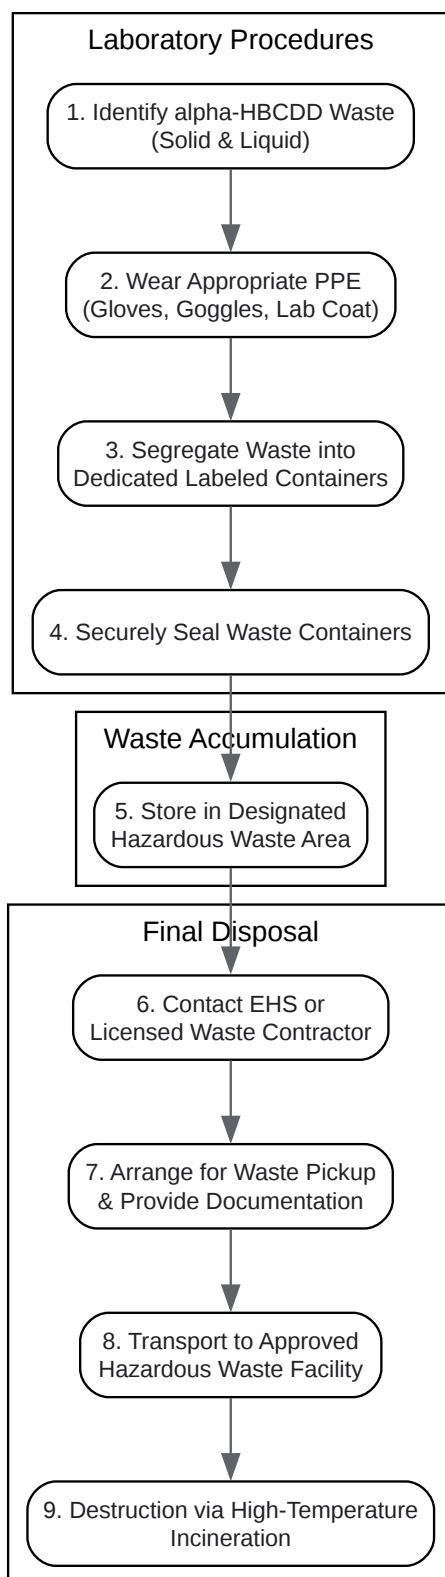 Laboratory Procedures
1. Identify alpha-HBCDD Waste
(Solid & Liquid)
2. Wear Appropriate PPE
(Gloves, Goggles, Lab Coat)
3. Segregate Waste into
Dedicated Labeled Containers
4. Securely Seal Waste Containers
Waste Accumulation
5. Store in Designated
Hazardous Waste Area
Final Disposal
6. Contact EHS or
Licensed Waste Contractor
7. Arrange for Waste Pickup
& Provide Documentation
8. Transport to Approved
Hazardous Waste Facility
9. Destruction via High-Temperature
Incineration